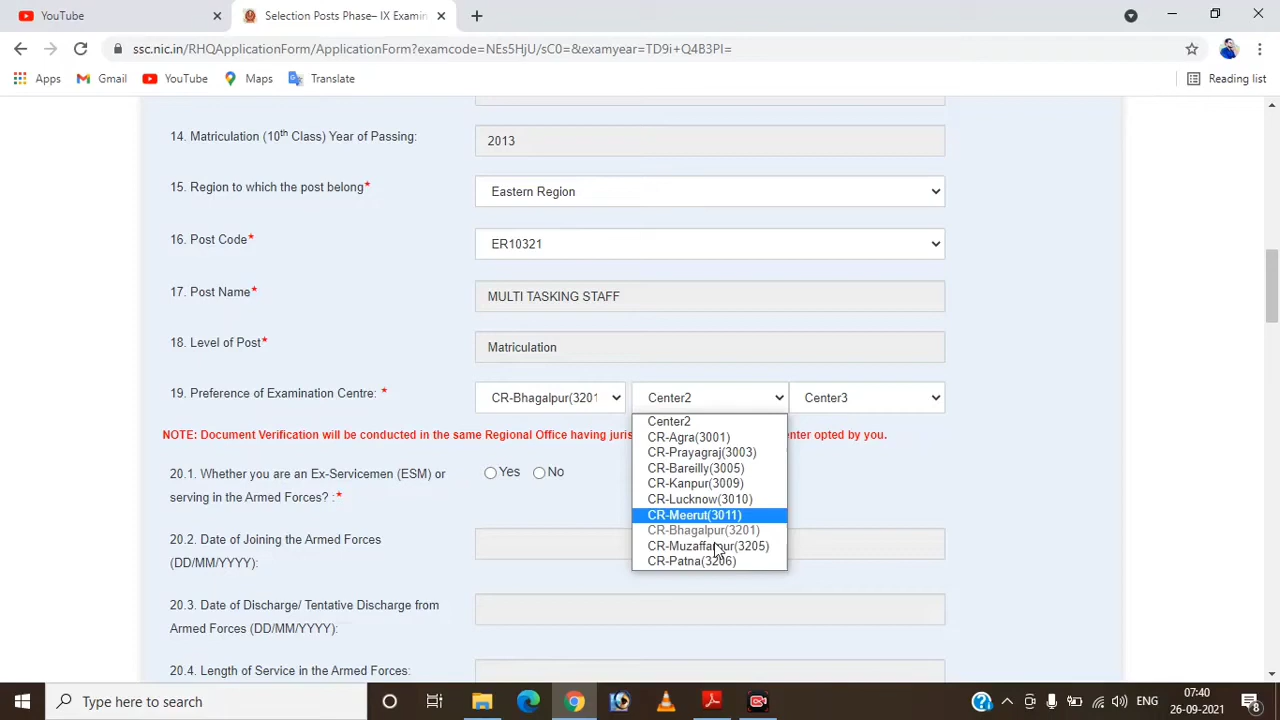 YouTube
Selection Posts Phase– IX Examin
ssc.nic.in/RHQApplicationForm/ApplicationForm?examcode=NEs5HjU/sC0=&examyear=TD9i+Q4B3PI=
Apps Gmail YouTube Maps Translate Reading list
14. Matriculation (10th Class) Year of Passing: 2013
15. Region to which the post belong* Eastern Region
16. Post Code* ER10321
17. Post Name* MULTI TASKING STAFF
18. Level of Post* Matriculation
19. Preference of Examination Centre: * CR-Bhagalpur(3201 Center2 Center3
Center2
CR-Agra(3001)
CR-Prayagraj(3003)
CR-Bareilly(3005)
CR-Kanpur(3009)
CR-Lucknow(3010)
CR-Meerut(3011)
CR-Bhagalpur(3201)
CR-Muzaffarpur(3205)
CR-Patna(3206)
NOTE: Document Verification will be conducted in the same Regional Office having juris enter opted by you.
20.1. Whether you are an Ex-Servicemen (ESM) or
serving in the Armed Forces? :*
Yes No
20.2. Date of Joining the Armed Forces
(DD/MM/YYYY):
20.3. Date of Discharge/ Tentative Discharge from
Armed Forces (DD/MM/YYYY):
20.4. Length of Service in the Armed Forces:
Type here to search
ENG
07:40
26-09-2021
8